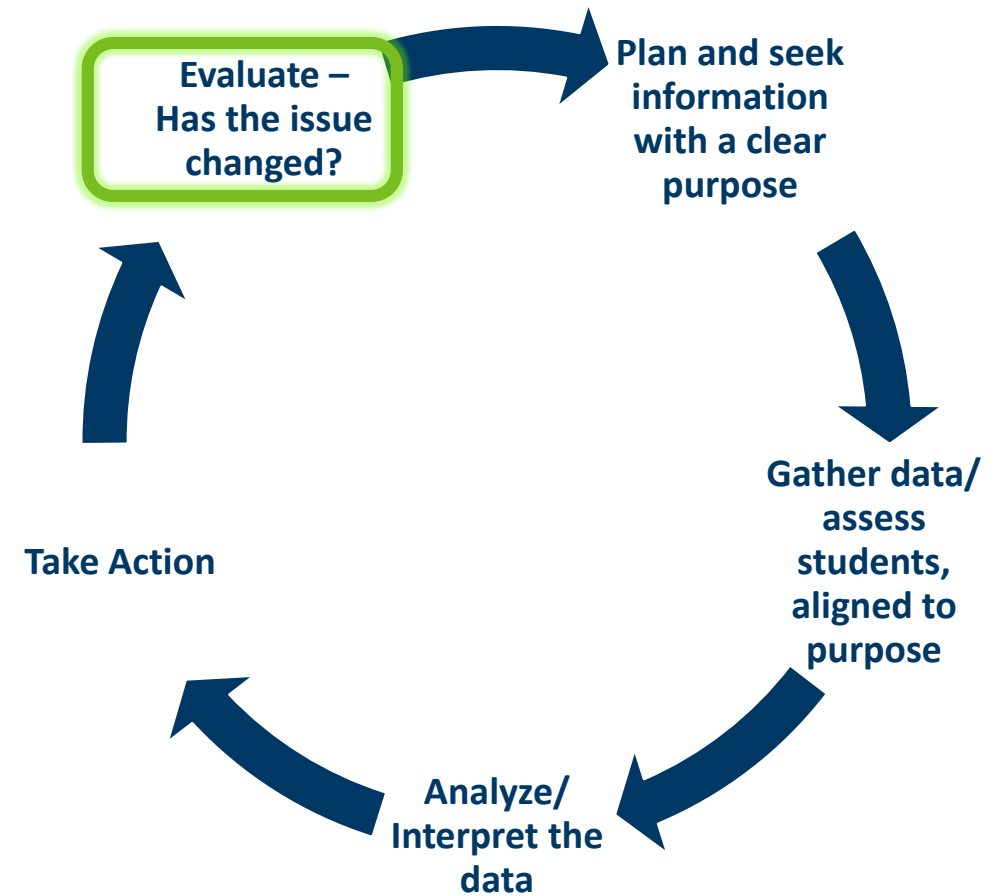 Evaluate –
Has the issue
changed?
Plan and seek
information
with a clear
purpose
Gather data/
assess
students,
aligned to
purpose
Analyze/
Interpret the
data
Take Action